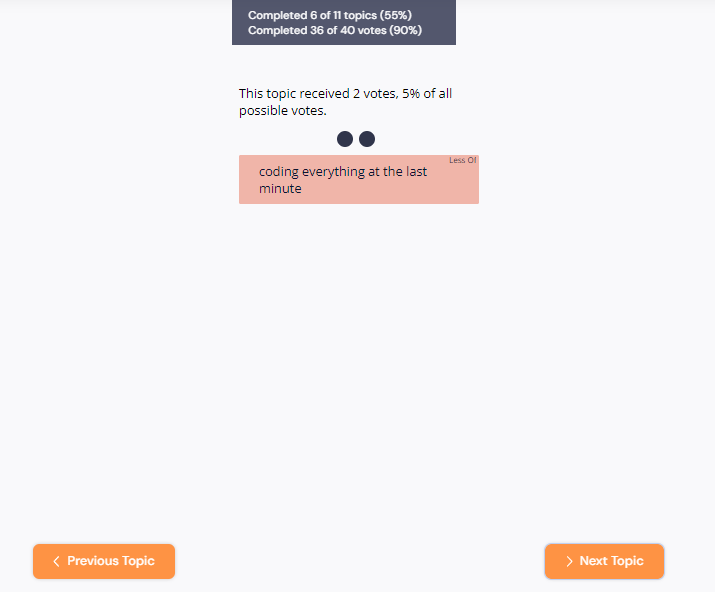 Completed 6 of 11 topics (55%)
Completed 36 of 40 votes (90%)
This topic received 2 votes, 5% of all
possible votes.
Less Of
coding everything at the last
minute
Previous Topic
Next Topic